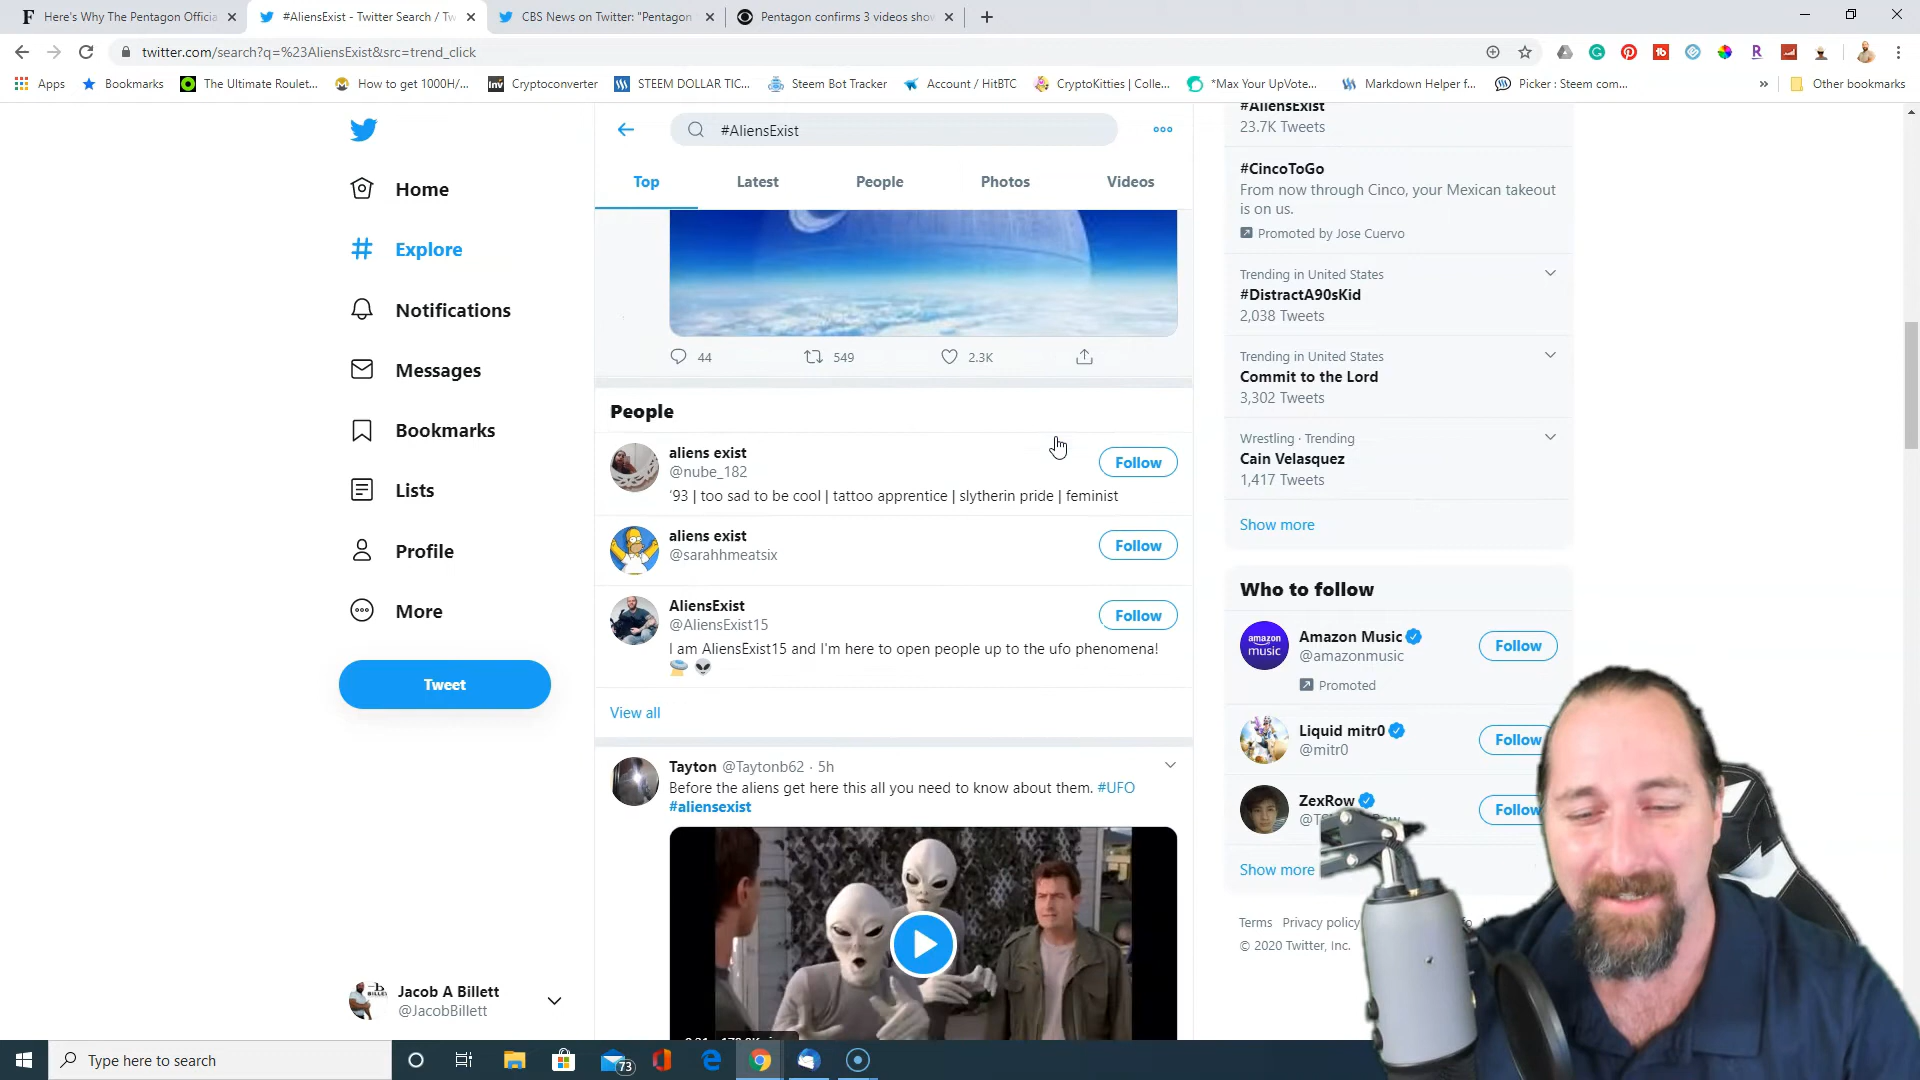 Here's Why The Pentagon Officia
#AliensExist - Twitter Search / Tw
CBS News on Twitter: "Pentagon
Pentagon confirms 3 videos show
twitter.com/search?q=%23AliensExist&src=trend_click
Apps
Bookmarks
The Ultimate Roulet...
How to get 1000H/...
Cryptoconverter
STEEM DOLLAR TIC...
Steem Bot Tracker
Account / HitBTC
CryptoKitties | Colle...
*Max Your UpVote...
Markdown Helper f...
Picker : Steem com...
»
Other bookmarks
Home
Explore
Notifications
Messages
Bookmarks
Lists
Profile
More
Tweet
Jacob A Billett
@JacobBillett
#AliensExist
Top Latest People Photos Videos
44 549 2.3K
People
aliens exist
@nube_182
Follow
'93 | too sad to be cool | tattoo apprentice | slytherin pride | feminist
aliens exist
@sarahhmeatsix
Follow
AliensExist
@AliensExist15
Follow
I am AliensExist15 and I'm here to open people up to the ufo phenomena!
View all
Tayton @Taytonb62 · 5h
Before the aliens get here this all you need to know about them. #UFO
#aliensexist
#AliensExist
23.7K Tweets
#CincoToGo
From now through Cinco, your Mexican takeout
is on us.
Promoted by Jose Cuervo
Trending in United States
#DistractA90sKid
2,038 Tweets
Trending in United States
Commit to the Lord
3,302 Tweets
Wrestling · Trending
Cain Velasquez
1,417 Tweets
Show more
Who to follow
amazon
music
Amazon Music
@amazonmusic
Follow
Promoted
Liquid mitr0
@mitr0
Follow
ZexRow
Follow
Show more
Terms Privacy policy
© 2020 Twitter, Inc.
Type here to search
73